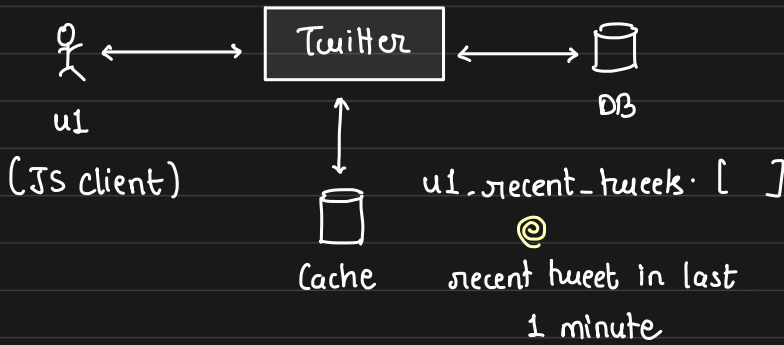 Twitter
DB
u1
(JS client)
u1.recent_tweets. [ ]
Cache
recent tweet in last
1 minute